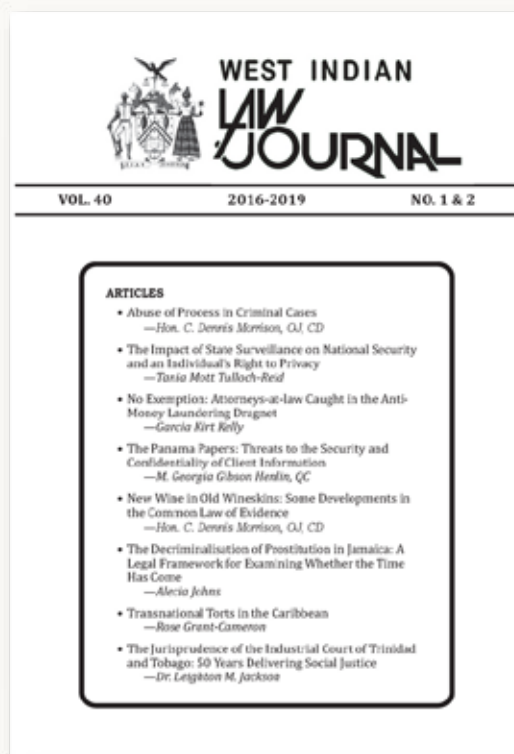 WEST INDIAN
LAW
JOURNAL
VOL. 40 2016-2019 NO. 1 & 2
ARTICLES
• Abuse of Process in Criminal Cases
—Hon. C. Dennis Morrison, OJ, CD
• The Impact of State Surveillance on National Security
and an Individual's Right to Privacy
—Tania Mott Tulloch-Reid
• No Exemption: Attorneys-at-law Caught in the Anti-
Money Laundering Dragnet
—Garcia Kirt Kelly
• The Panama Papers: Threats to the Security and
Confidentiality of Client Information
—M. Georgia Gibson Henlin, QC
• New Wine in Old Wineskins: Some Developments in
the Common Law of Evidence
—Hon. C. Dennis Morrison, OJ, CD
• The Decriminalisation of Prostitution in Jamaica: A
Legal Framework for Examining Whether the Time
Has Come
—Alecia Johns
• Transnational Torts in the Caribbean
—Rose Grant-Cameron
• The Jurisprudence of the Industrial Court of Trinidad
and Tobago: 50 Years Delivering Social Justice
—Dr. Leighton M. Jackson